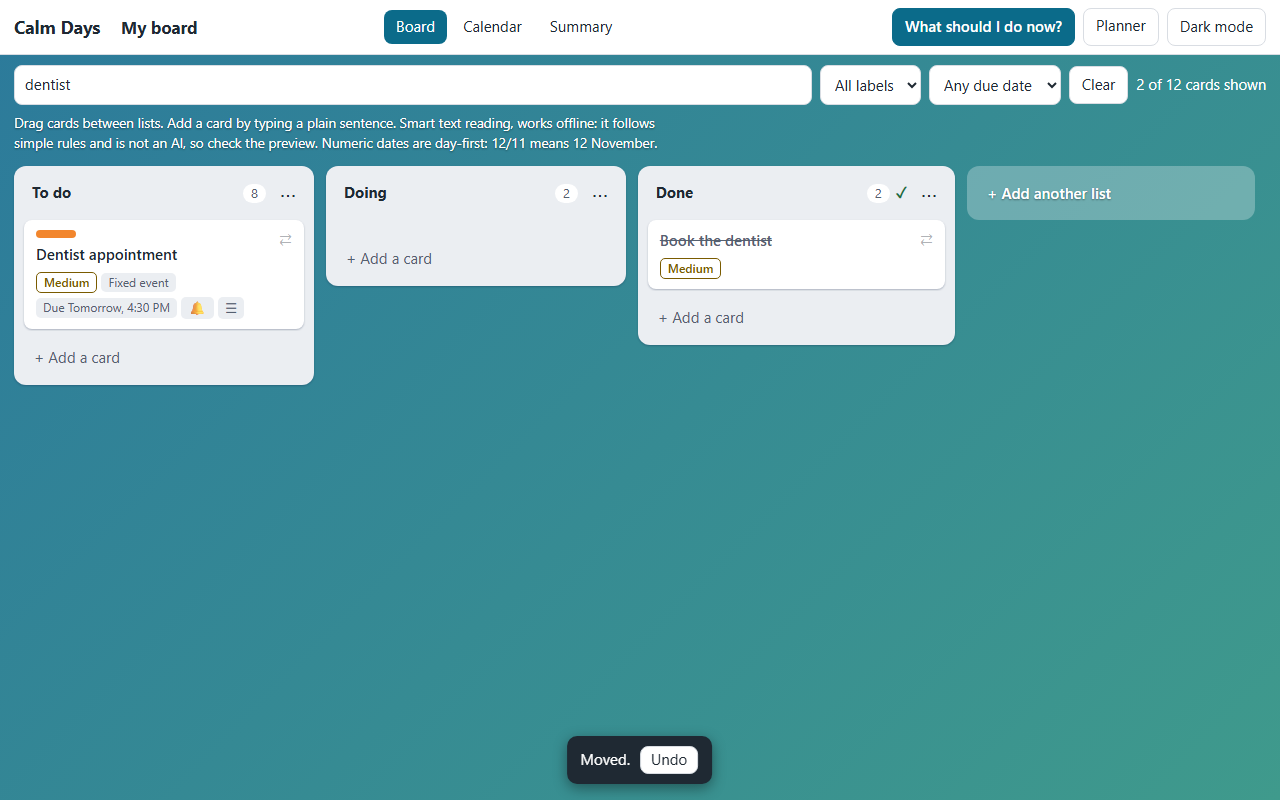 Calm Days My board Board Calendar Summary What should I do now? Planner Dark mode
dentist All labels Any due date Clear 2 of 12 cards shown
Drag cards between lists. Add a card by typing a plain sentence. Smart text reading, works offline: it follows
simple rules and is not an AI, so check the preview. Numeric dates are day-first: 12/11 means 12 November.
To do 8 ...
Dentist appointment
Medium Fixed event
Due Tomorrow, 4:30 PM
+ Add a card
Doing 2 ...
+ Add a card
Done 2 ✓ ...
Book the dentist
Medium
+ Add a card
+ Add another list
Moved. Undo